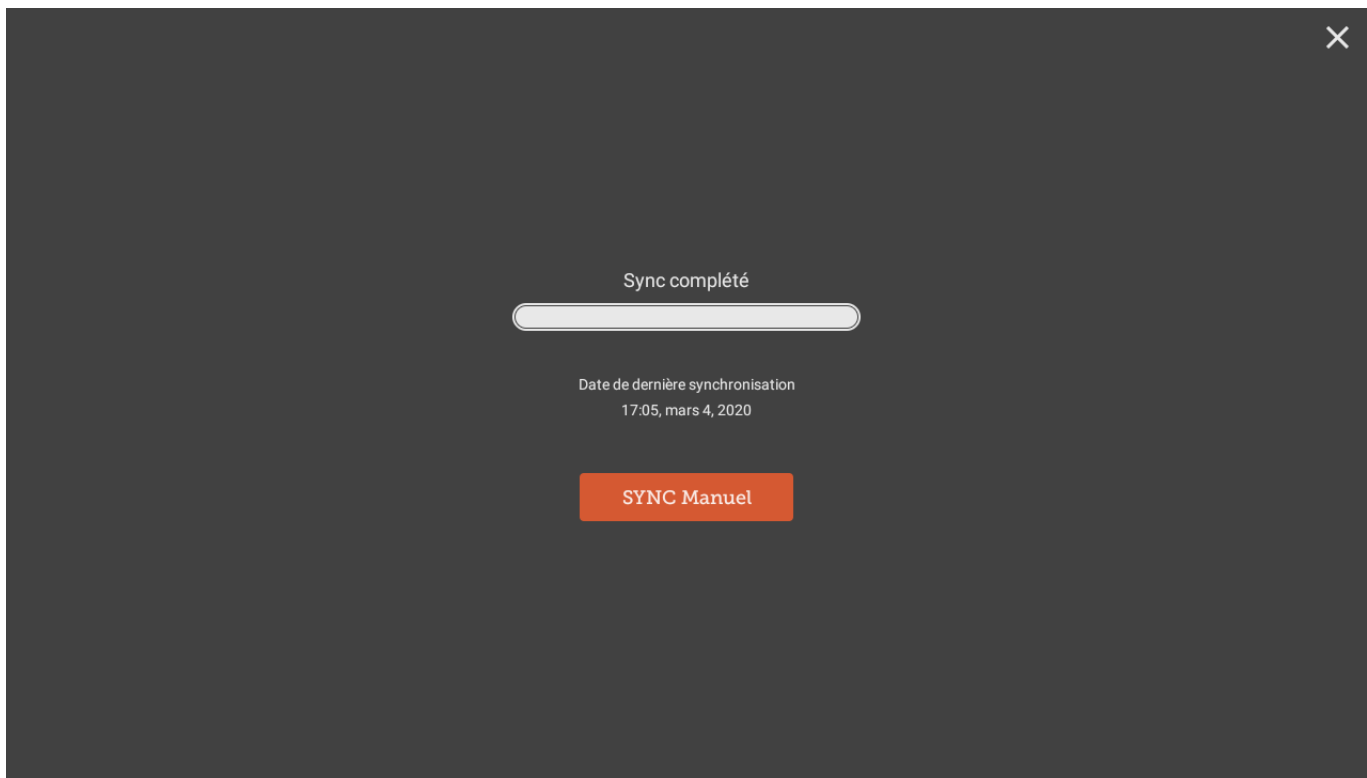 Sync complété
Date de dernière synchronisation
17:05, mars 4, 2020
SYNC Manuel